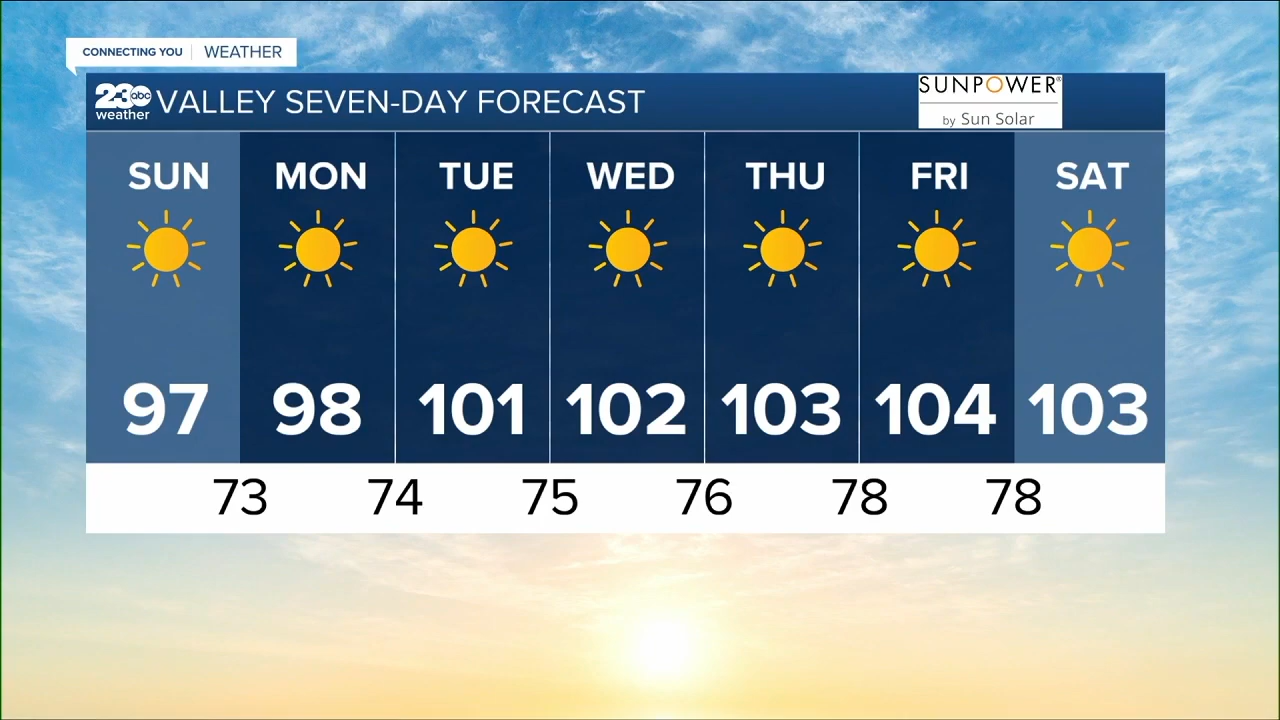 CONNECTING YOU WEATHER
23 abc
weather
VALLEY SEVEN-DAY FORECAST
SUNPOWER®
by Sun Solar
SUN MON TUE WED THU FRI SAT
97 98 101 102 103 104 103
73 74 75 76 78 78